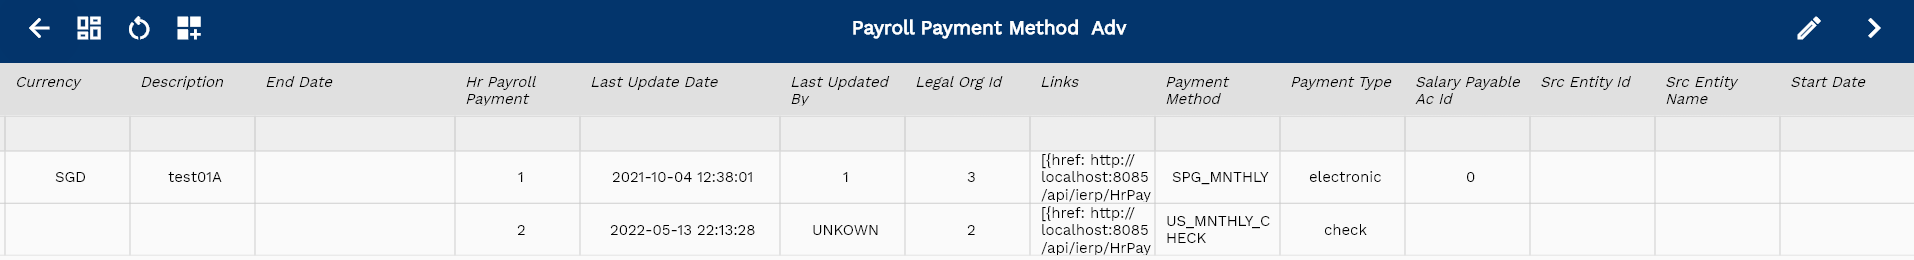 Payroll Payment Method  Adv
Currency
Description
End Date
Hr Payroll
Payment
Last Update Date
Last Updated
By
Legal Org Id
Links
Payment
Method
Payment Type
Salary Payable
Ac Id
Src Entity Id
Src Entity
Name
Start Date
SGD
test01A
1
2021-10-04 12:38:01
1
3
[{href: http://
localhost:8085
/api/ierp/HrPay
SPG_MNTHLY
electronic
0
2
2022-05-13 22:13:28
UNKOWN
2
[{href: http://
localhost:8085
/api/ierp/HrPay
US_MNTHLY_C
HECK
check